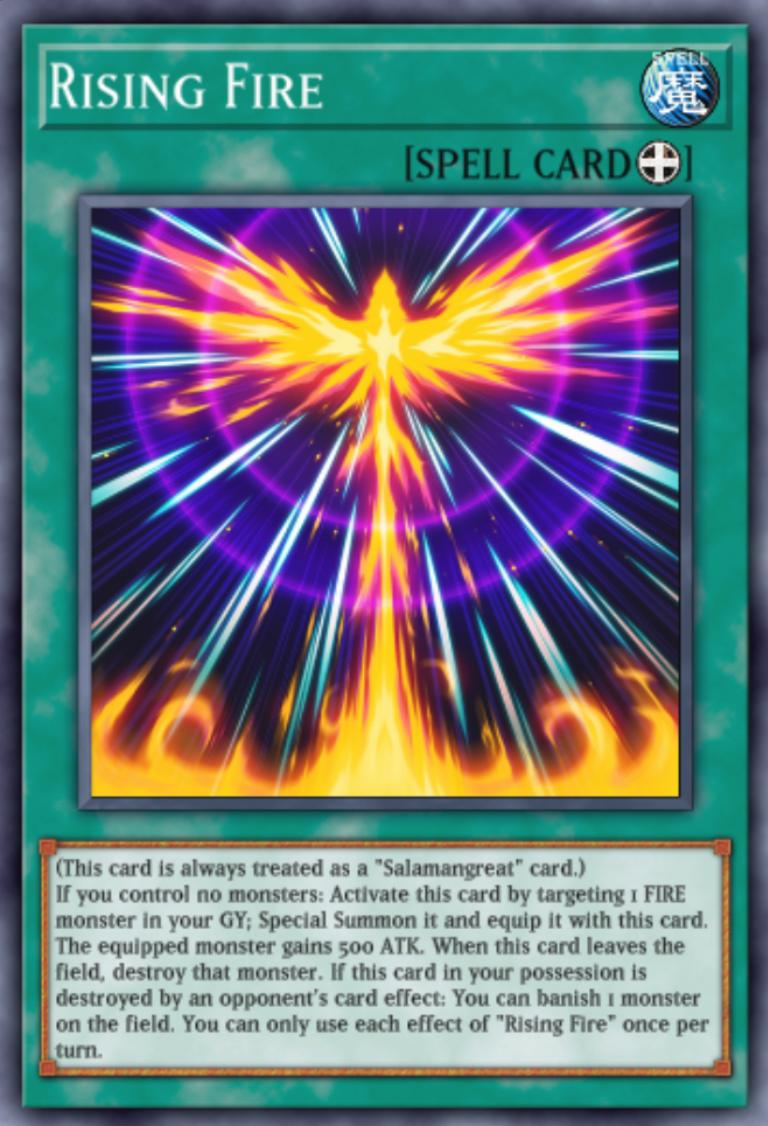 Rising Fire
SPELL
魔
[SPELL CARD]
(This card is always treated as a "Salamangreat" card.)
If you control no monsters: Activate this card by targeting 1 FIRE
monster in your GY; Special Summon it and equip it with this card.
The equipped monster gains 500 ATK. When this card leaves the
field, destroy that monster. If this card in your possession is
destroyed by an opponent's card effect: You can banish 1 monster
on the field. You can only use each effect of "Rising Fire" once per
turn.